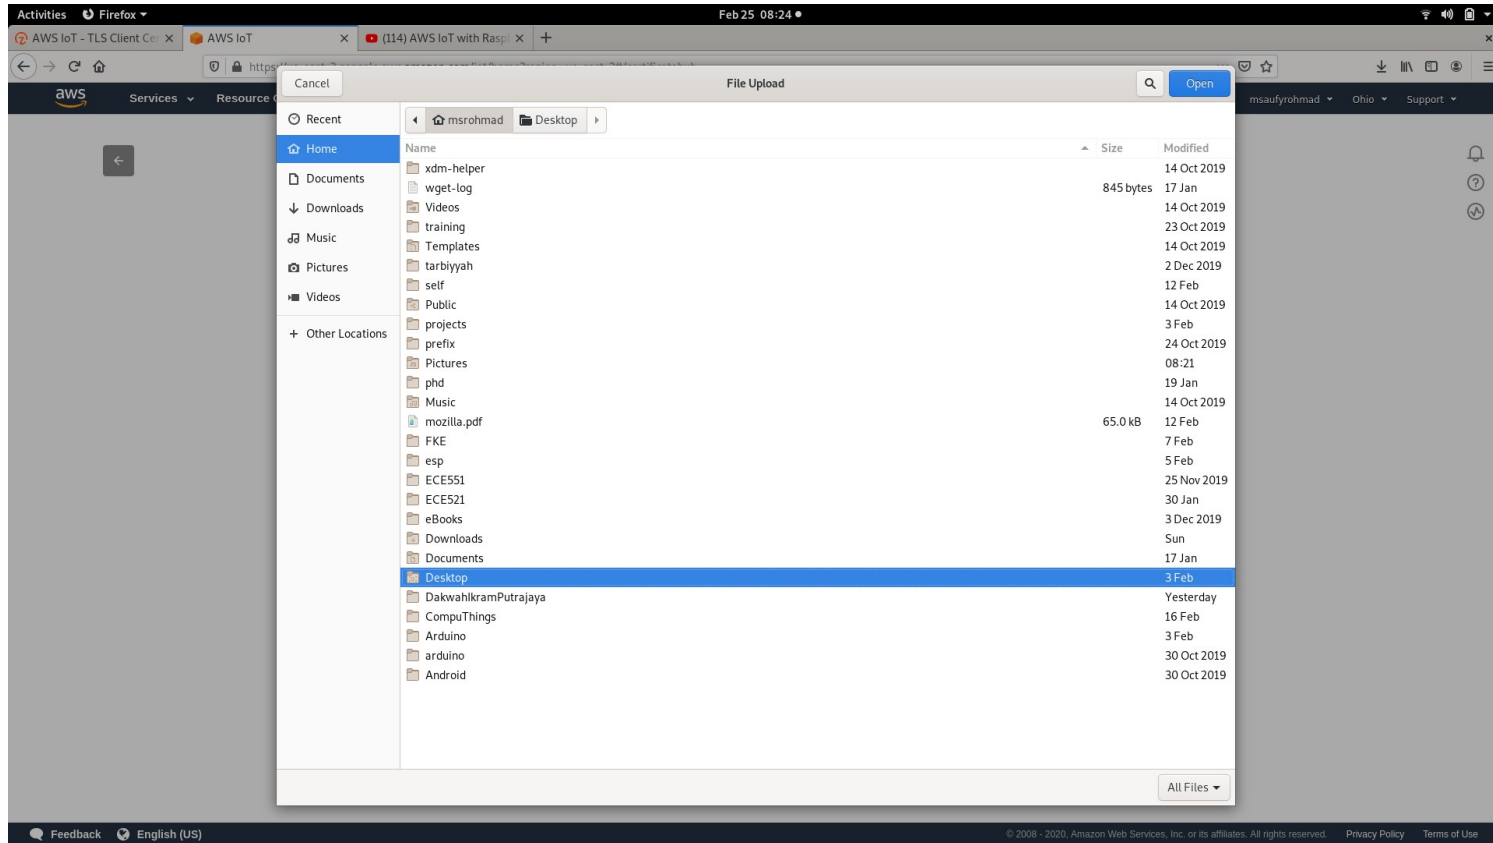 Activities Firefox Feb 25 08:24
AWS IoT - TLS Client Ce
AWS IoT
(114) AWS IoT with Rasp
https
aws Services Resource
msaufyrohmad Ohio Support
Cancel File Upload Open
Recent
Home
Documents
Downloads
Music
Pictures
Videos
+ Other Locations
msrohmad Desktop
Name Size Modified
xdm-helper 14 Oct 2019
wget-log 845 bytes 17 Jan
Videos 14 Oct 2019
training 23 Oct 2019
Templates 14 Oct 2019
tarbiyyah 2 Dec 2019
self 12 Feb
Public 14 Oct 2019
projects 3 Feb
prefix 24 Oct 2019
Pictures 08:21
phd 19 Jan
Music 14 Oct 2019
mozilla.pdf 65.0 kB 12 Feb
FKE 7 Feb
esp 5 Feb
ECE551 25 Nov 2019
ECE521 30 Jan
eBooks 3 Dec 2019
Downloads Sun
Documents 17 Jan
Desktop 3 Feb
DakwahIkramPutrajaya Yesterday
CompuThings 16 Feb
Arduino 3 Feb
arduino 30 Oct 2019
Android 30 Oct 2019
All Files
Feedback English (US) © 2008 - 2020, Amazon Web Services, Inc. or its affiliates. All rights reserved. Privacy Policy Terms of Use